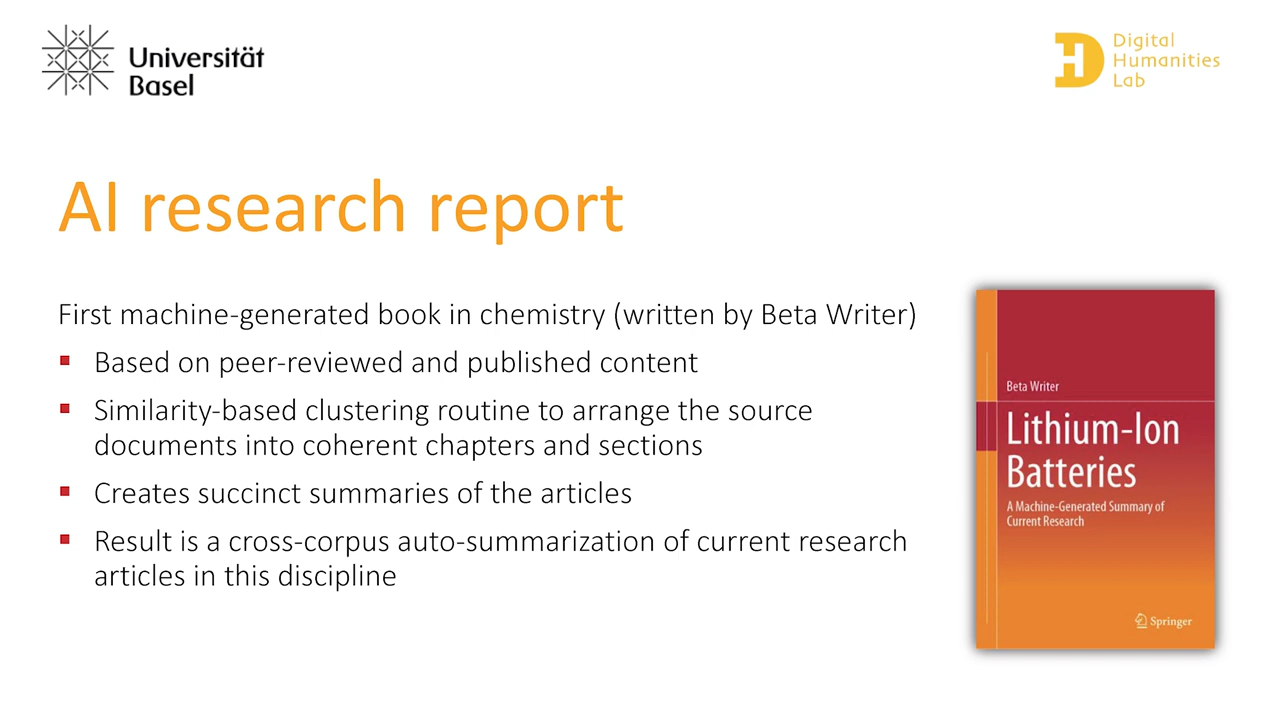 Universität
Basel
Digital
Humanities
Lab
AI research report
First machine-generated book in chemistry (written by Beta Writer)
Based on peer-reviewed and published content
Similarity-based clustering routine to arrange the source
documents into coherent chapters and sections
Creates succinct summaries of the articles
Result is a cross-corpus auto-summarization of current research
articles in this discipline
Beta Writer
Lithium-Ion
Batteries
A Machine-Generated Summary of
Current Research
Springer